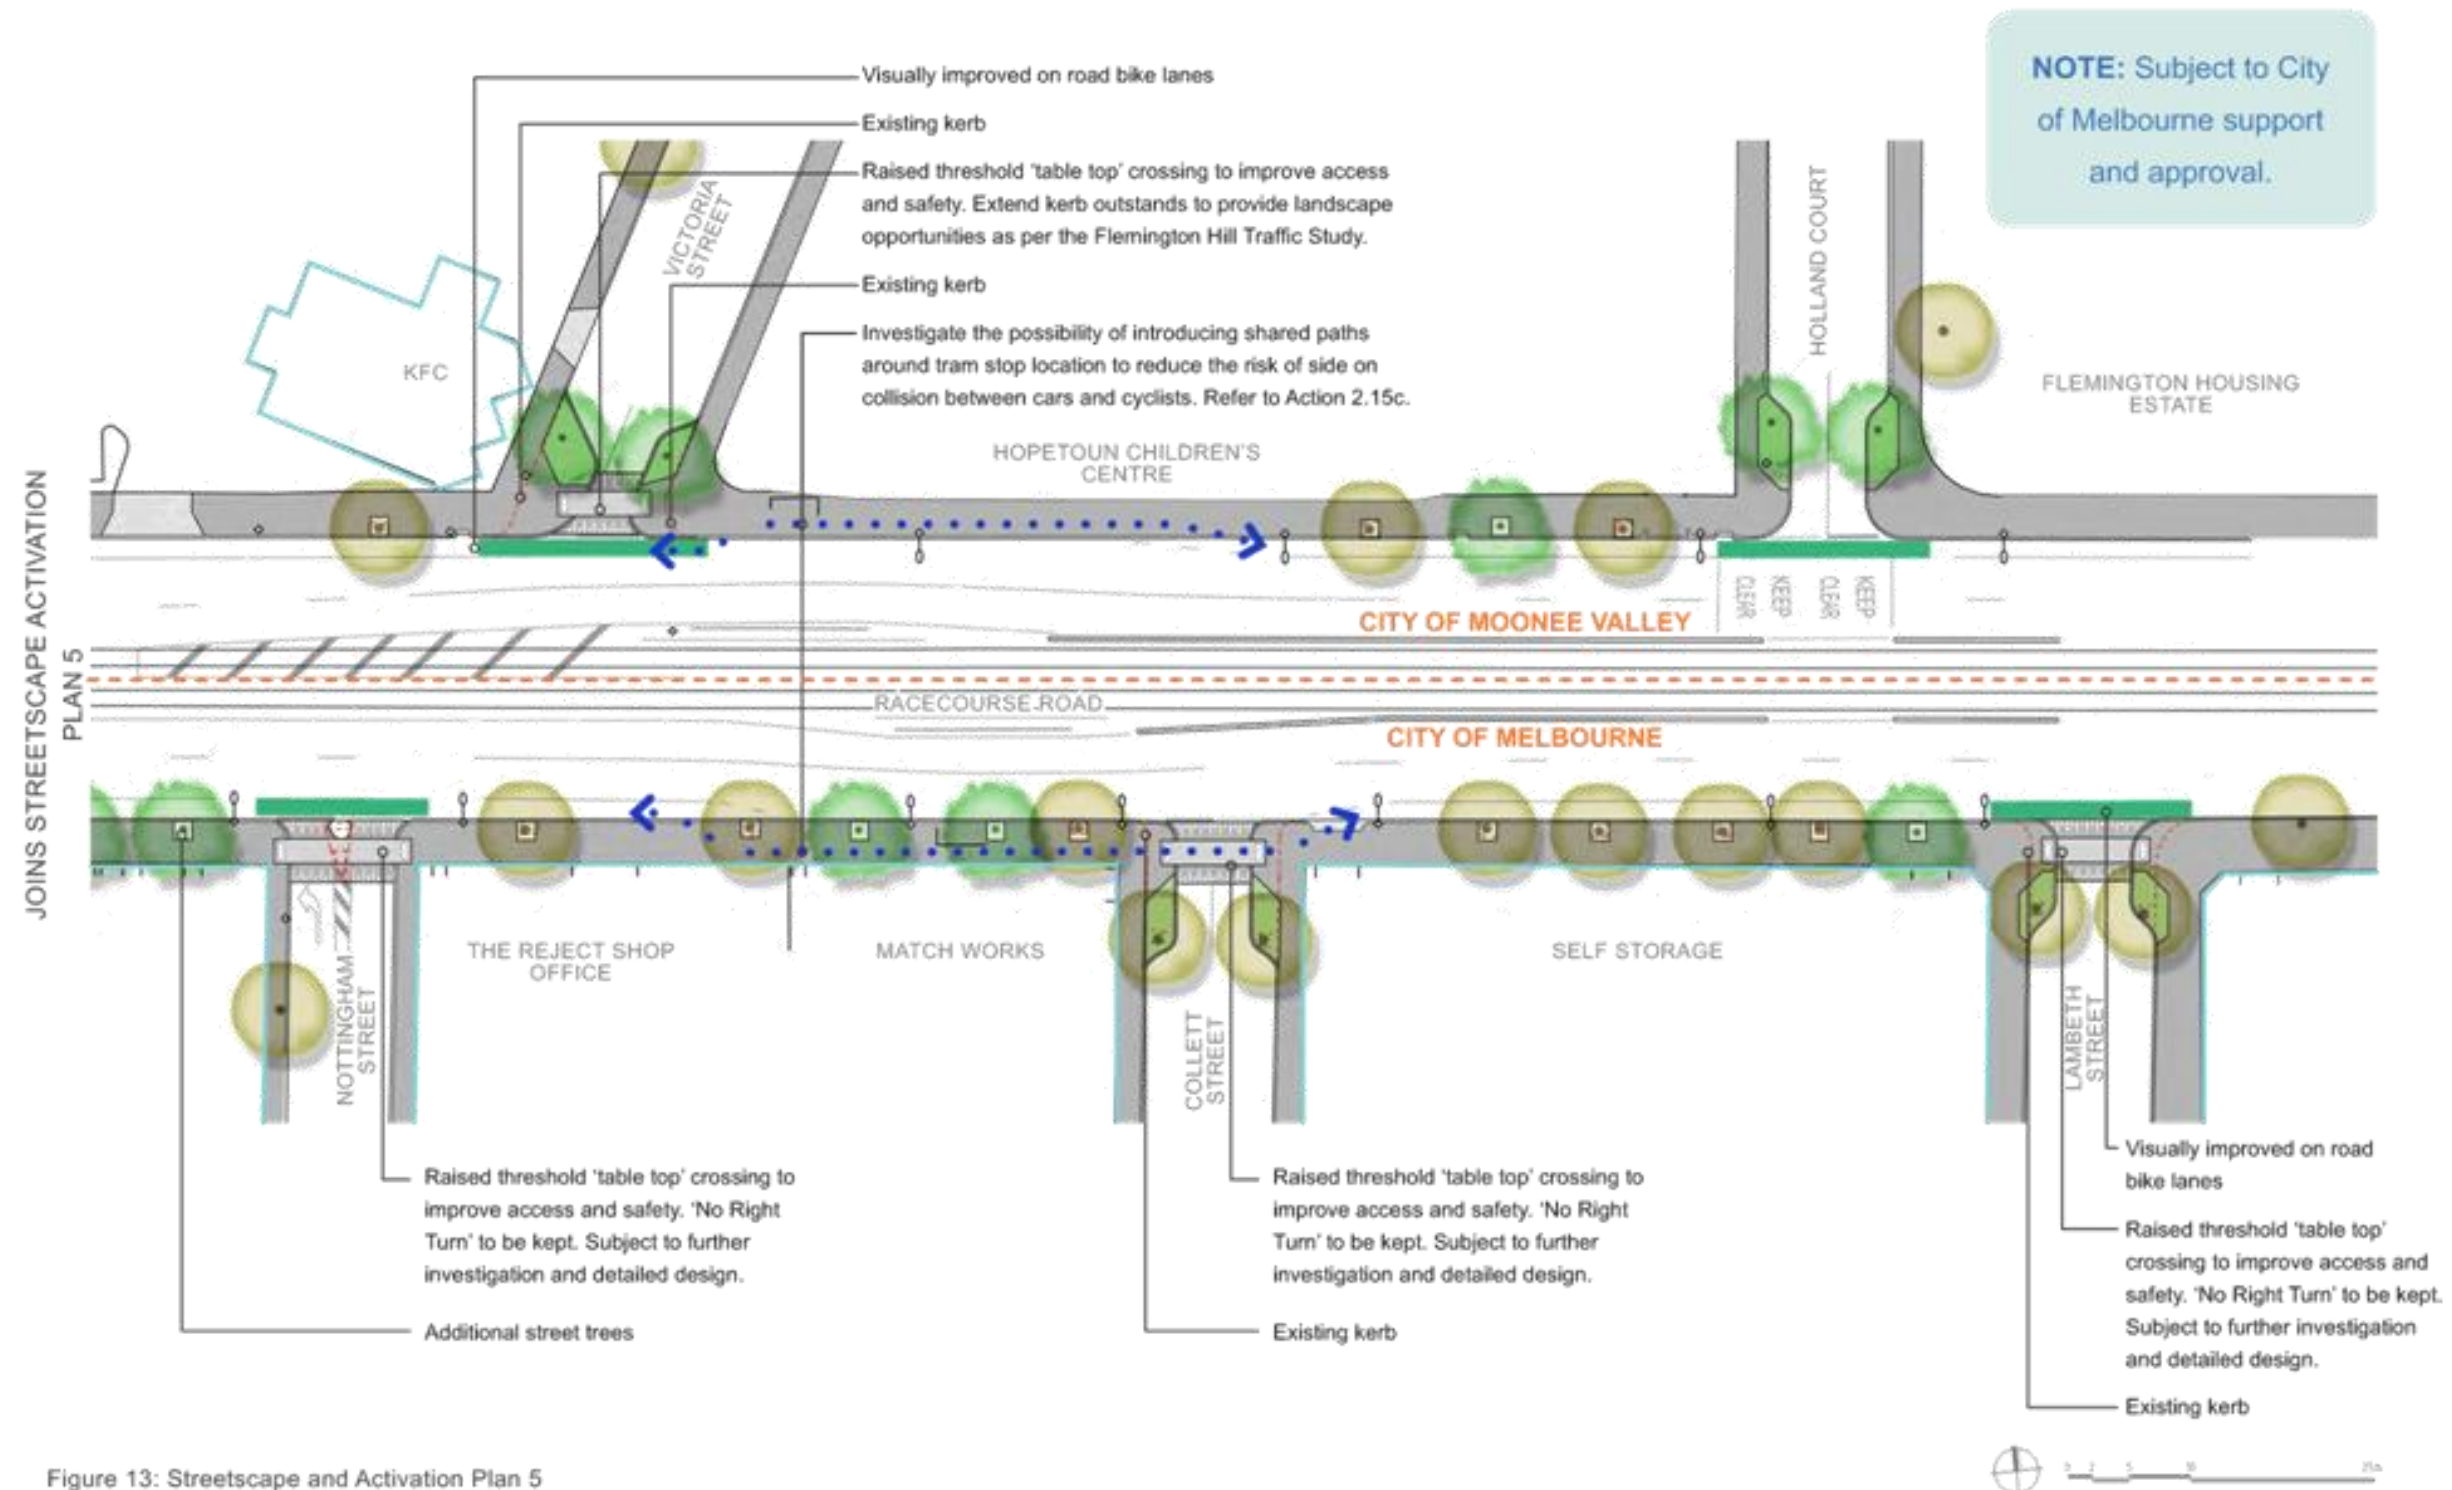 Visually improved on road bike lanes
Existing kerb
Raised threshold ‘table top’ crossing to improve access
and safety. Extend kerb outstands to provide landscape
opportunities as per the Flemington Hill Traffic Study.
Existing kerb
Investigate the possibility of introducing shared paths
around tram stop location to reduce the risk of side on
collision between cars and cyclists. Refer to Action 2.15c.
NOTE: Subject to City
of Melbourne support
and approval.
VICTORIA
STREET
HOLLAND COURT
KFC
FLEMINGTON HOUSING
ESTATE
HOPETOUN CHILDREN'S
CENTRE
JOINS STREETSCAPE ACTIVATION
PLAN 5
CLEAR
KEEP
CLEAR
KEEP
CITY OF MOONEE VALLEY
RACECOURSE ROAD
CITY OF MELBOURNE
THE REJECT SHOP
OFFICE
MATCH WORKS
SELF STORAGE
NOTTINGHAM
STREET
COLLETT
STREET
LAMBETH
STREET
Raised threshold ‘table top’ crossing to
improve access and safety. ‘No Right
Turn’ to be kept. Subject to further
investigation and detailed design.
Additional street trees
Raised threshold ‘table top’ crossing to
improve access and safety. ‘No Right
Turn’ to be kept. Subject to further
investigation and detailed design.
Existing kerb
Visually improved on road
bike lanes
Raised threshold ‘table top’
crossing to improve access and
safety. ‘No Right Turn’ to be kept.
Subject to further investigation
and detailed design.
Existing kerb
Figure 13: Streetscape and Activation Plan 5